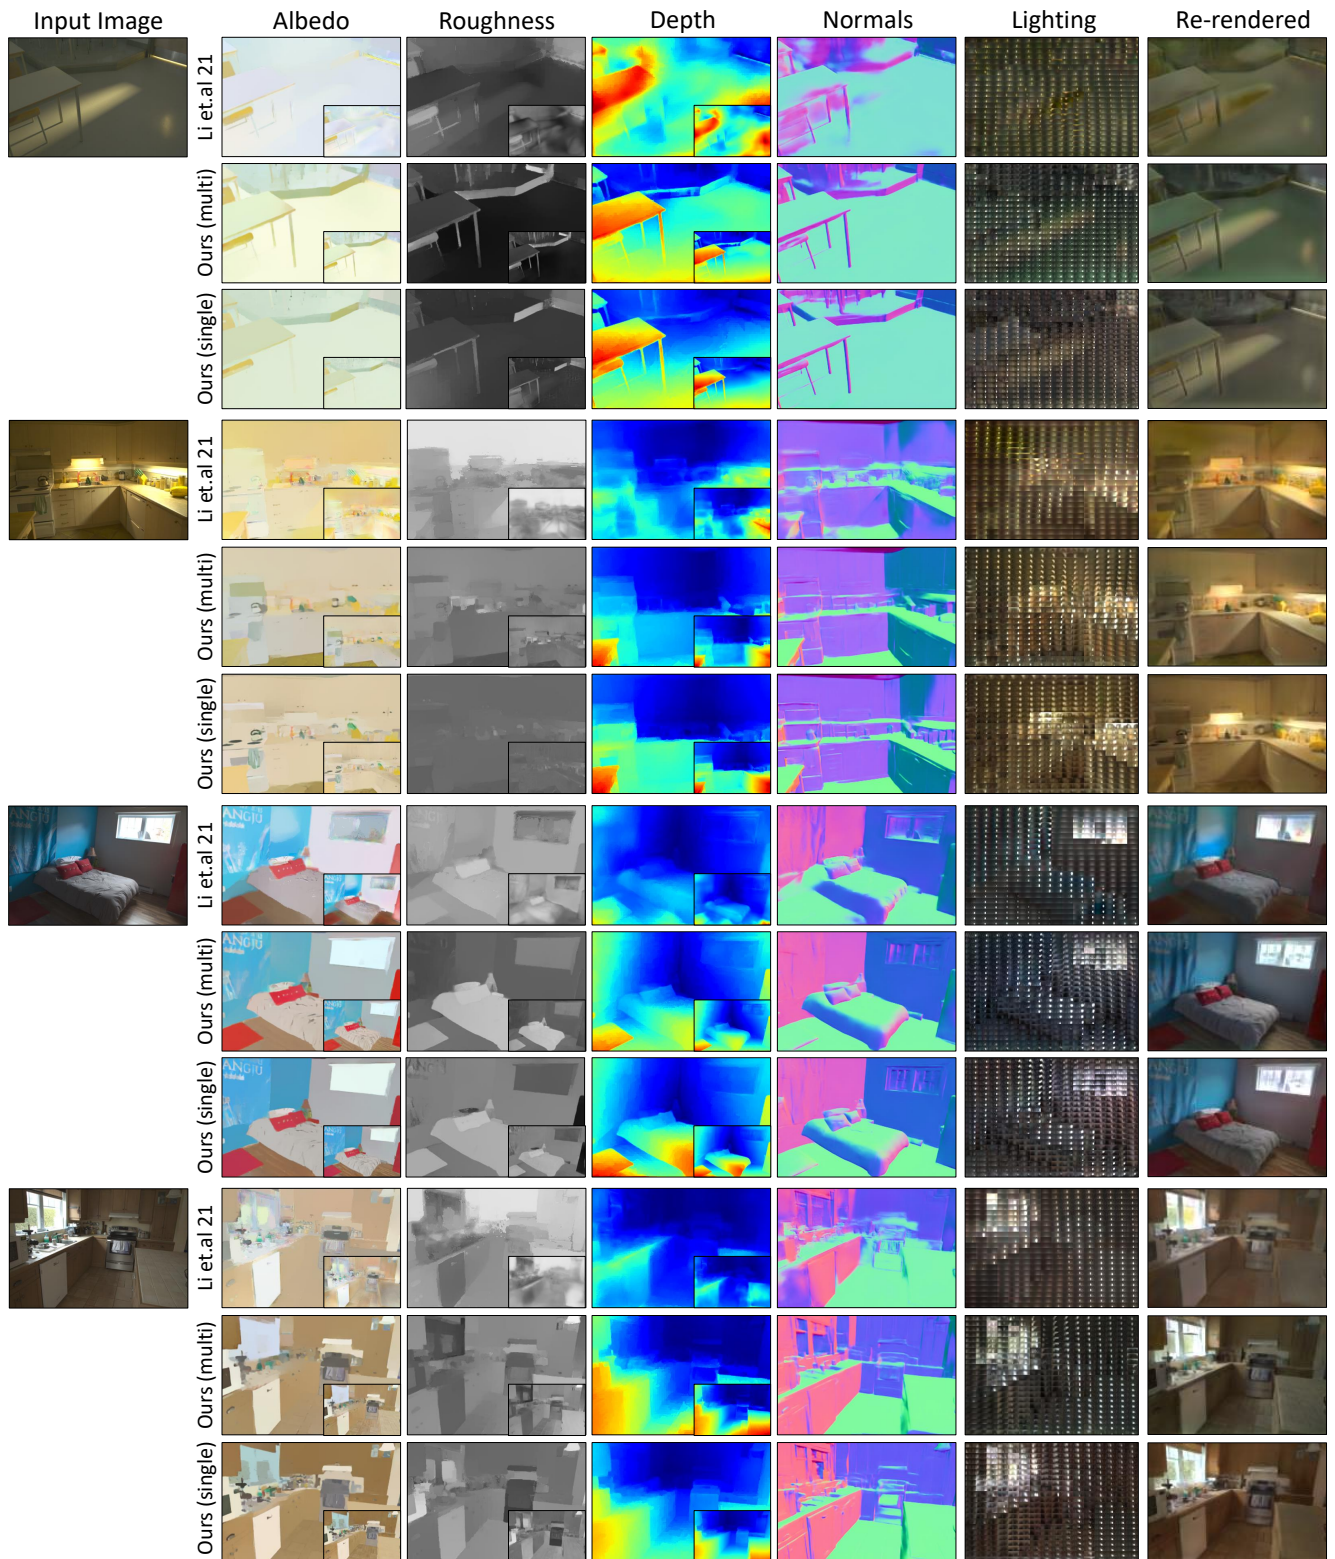 Input Image Albedo Roughness Depth Normals Lighting Re-rendered
Li et.al 21
Ours (multi)
Ours (single)
Li et.al 21
Ours (multi)
Ours (single)
Li et.al 21
Ours (multi)
Ours (single)
Li et.al 21
Ours (multi)
Ours (single)